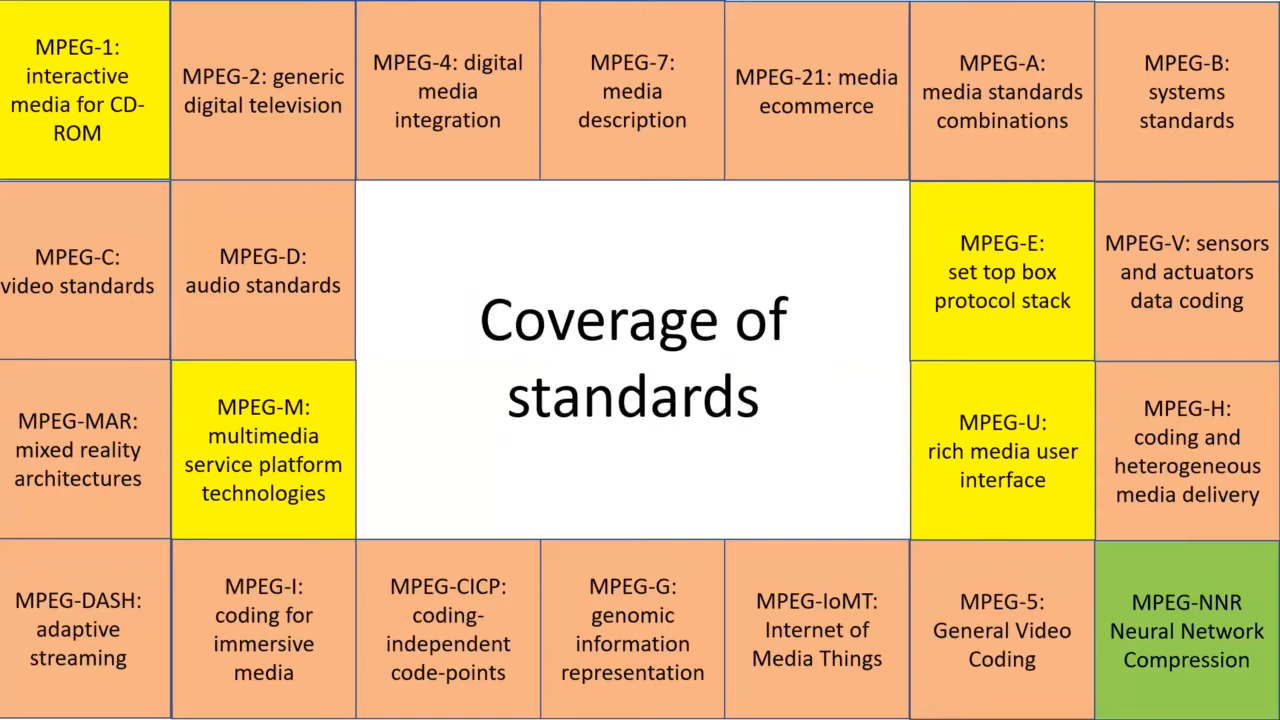 MPEG-1:
interactive
media for CD-
ROM
MPEG-2: generic
digital television
MPEG-4: digital
media
integration
MPEG-7:
media
description
MPEG-21: media
ecommerce
MPEG-A:
media standards
combinations
MPEG-B:
systems
standards
MPEG-C:
video standards
MPEG-D:
audio standards
Coverage of
standards
MPEG-E:
set top box
protocol stack
MPEG-V: sensors
and actuators
data coding
MPEG-MAR:
mixed reality
architectures
MPEG-M:
multimedia
service platform
technologies
MPEG-U:
rich media user
interface
MPEG-H:
coding and
heterogeneous
media delivery
MPEG-DASH:
adaptive
streaming
MPEG-I:
coding for
immersive
media
MPEG-CICP:
coding-
independent
code-points
MPEG-G:
genomic
information
representation
MPEG-IoMT:
Internet of
Media Things
MPEG-5:
General Video
Coding
MPEG-NNR
Neural Network
Compression